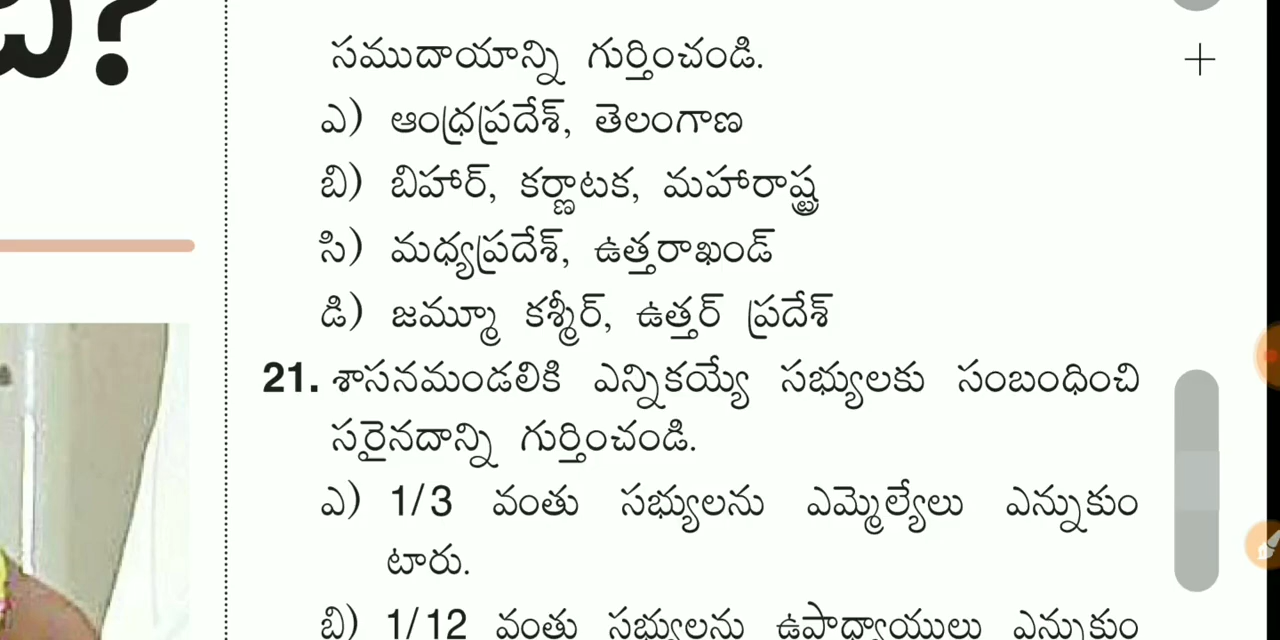 సముదాయాన్ని గుర్తించండి.
ఎ) ఆంధ్రప్రదేశ్, తెలంగాణ
బి) బిహార్, కర్ణాటక, మహారాష్ట్ర
సి) మధ్యప్రదేశ్, ఉత్తరాఖండ్
డి) జమ్మూ కశ్మీర్, ఉత్తర్ ప్రదేశ్
21. శాసనమండలికి ఎన్నికయ్యే సభ్యులకు సంబంధించి
సరైనదాన్ని గుర్తించండి.
ఎ) 1/3 వంతు సభ్యులను ఎమ్మెల్యేలు ఎన్నుకుం
టారు.
బి) 1/12 వంతు సభ్యులను ఉపాధ్యాయులు ఎన్నుకుం